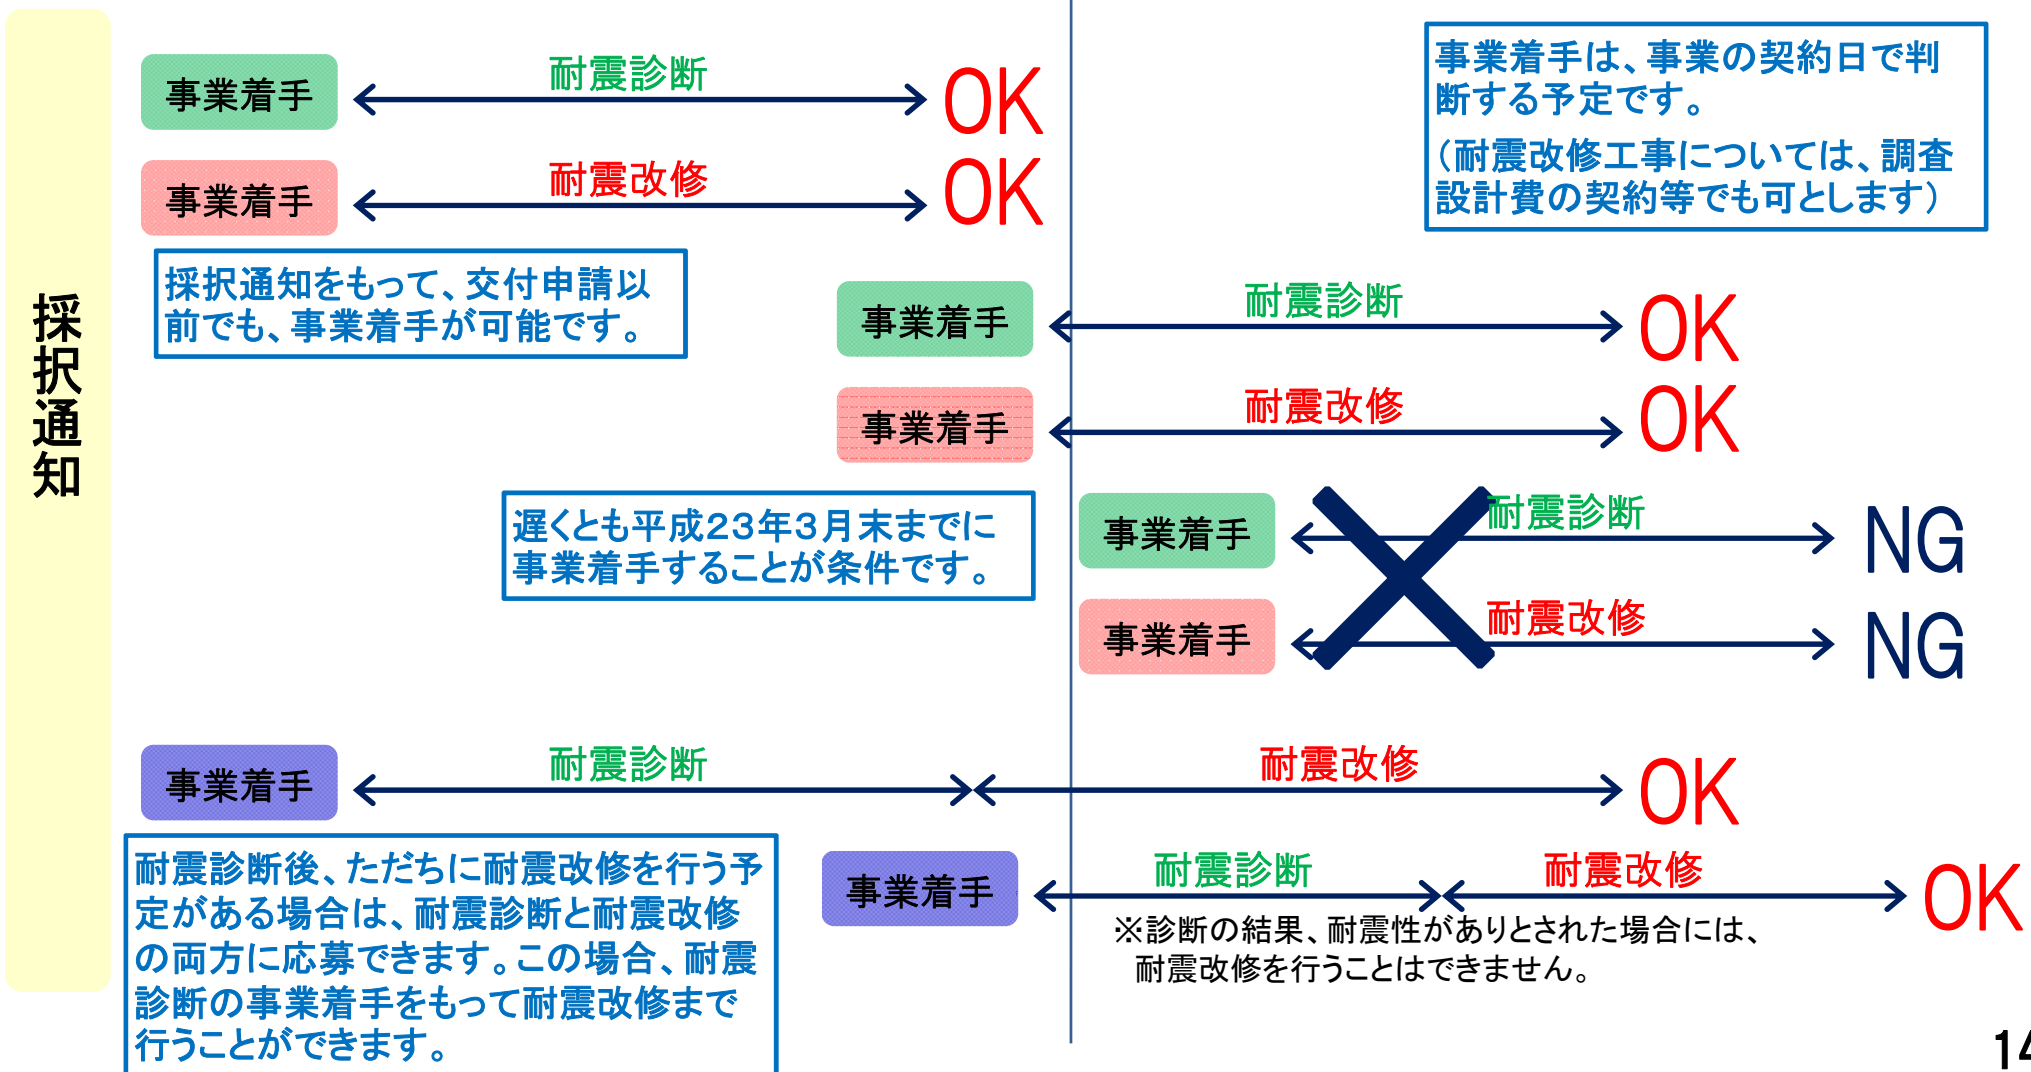 採択通知
事業着手
耐震診断
OK
事業着手
耐震改修
OK
事業着手は、事業の契約日で判
断する予定です。
（耐震改修工事については、調査
設計費の契約等でも可とします）
採択通知をもって、交付申請以
前でも、事業着手が可能です。
事業着手
耐震診断
OK
事業着手
耐震改修
OK
遅くとも平成２３年３月末までに
事業着手することが条件です。
事業着手
耐震診断
NG
事業着手
耐震改修
NG
事業着手
耐震診断
耐震改修
OK
耐震診断後、ただちに耐震改修を行う予
定がある場合は、耐震診断と耐震改修
の両方に応募できます。この場合、耐震
診断の事業着手をもって耐震改修まで
行うことができます。
事業着手
耐震診断
耐震改修
OK
※診断の結果、耐震性がありとされた場合には、
耐震改修を行うことはできません。
14